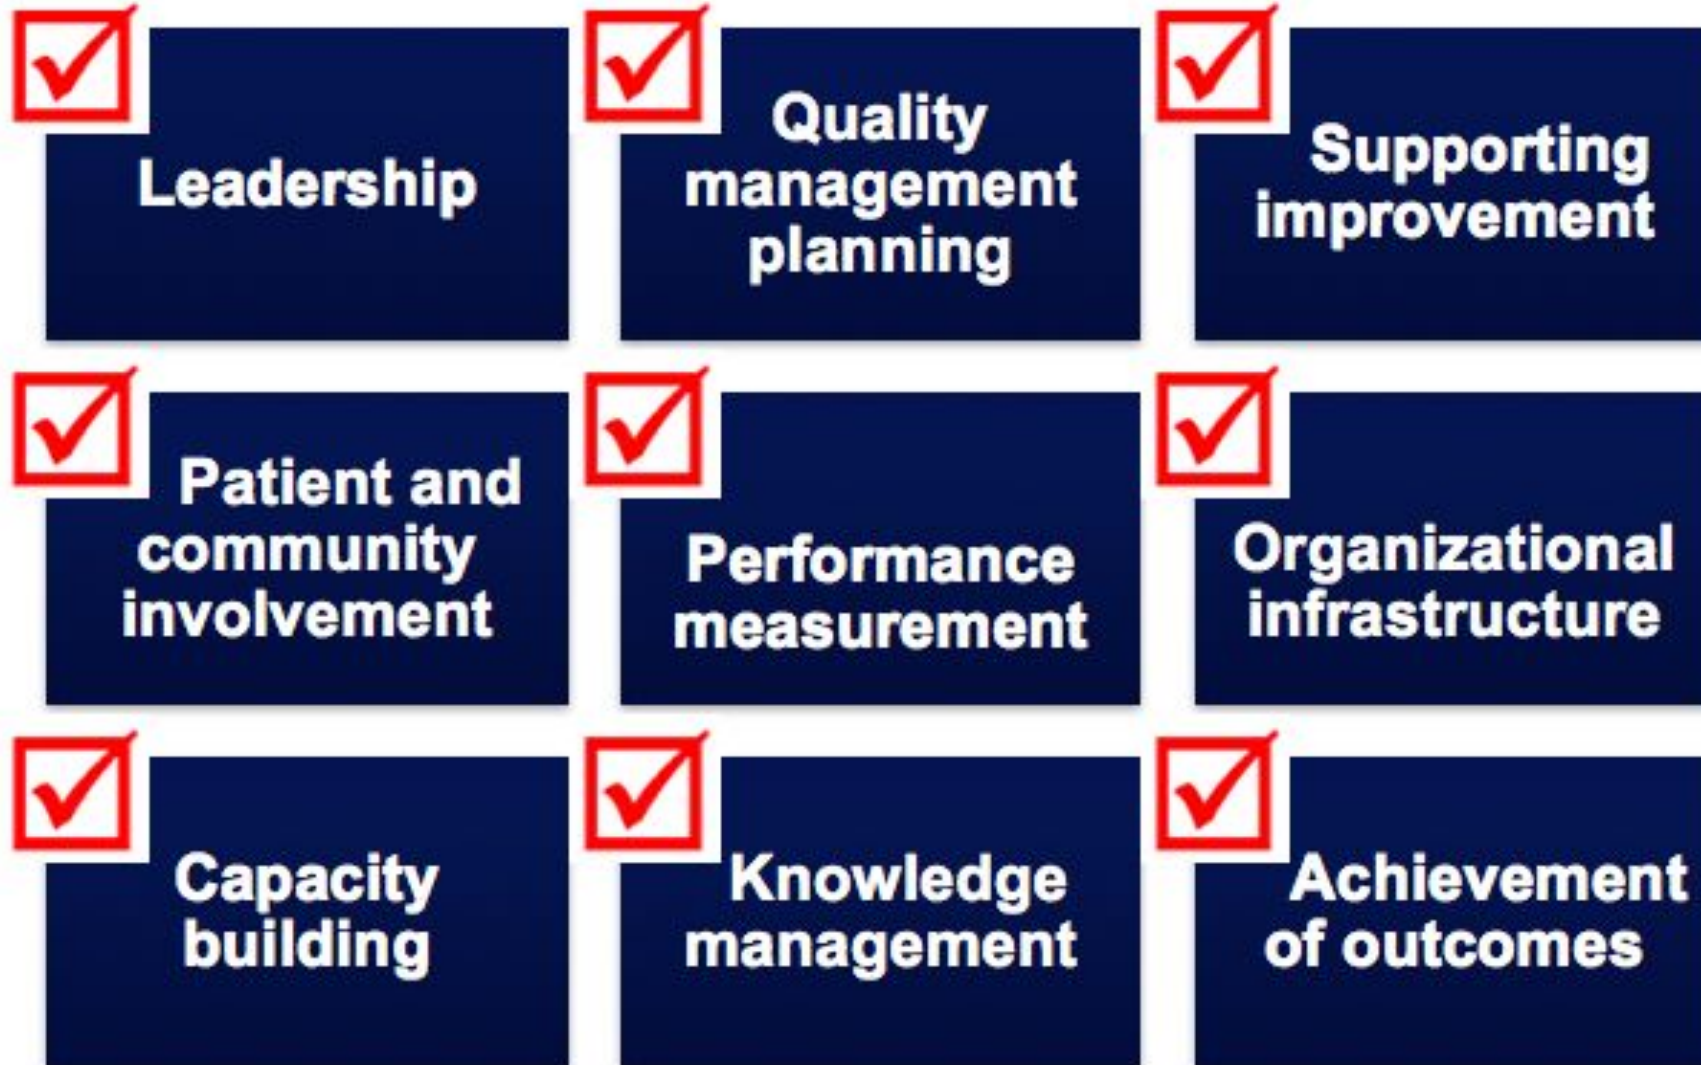 Leadership
Quality
management
planning
Supporting
improvement
Patient and
community
involvement
Performance
measurement
Organizational
infrastructure
Capacity
building
Knowledge
management
Achievement
of outcomes